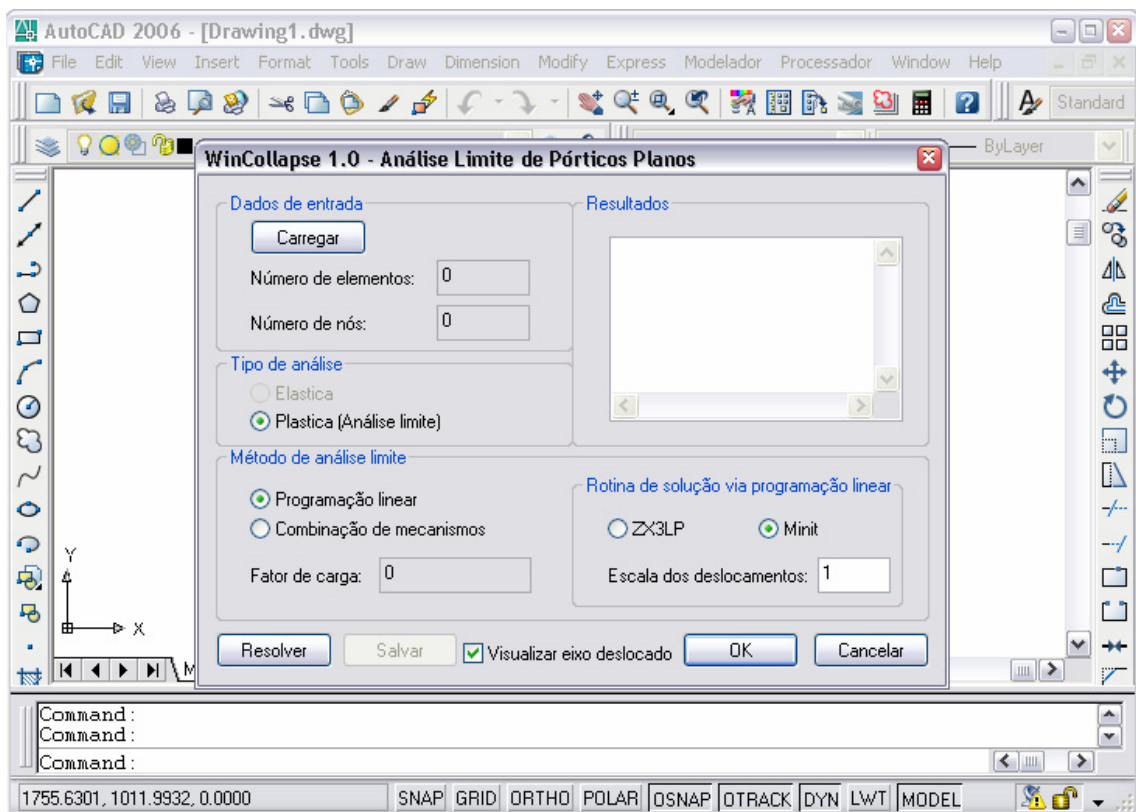 AutoCAD 2006 - [Drawing1.dwg]
File Edit View Insert Format Tools Draw Dimension Modify Express Modelador Processador Window Help
Standard
ByLayer
WinCollapse 1.0 - Análise Limite de Pórticos Planos
Dados de entrada
Carregar
Número de elementos: 0
Número de nós: 0
Resultados
Tipo de análise
Elastica
Plastica (Análise limite)
Método de análise limite
Programação linear
Combinação de mecanismos
Fator de carga: 0
Rotina de solução via programação linear
ZX3LP Minit
Escala dos deslocamentos: 1
Resolver Salvar Visualizar eixo deslocado OK Cancelar
Y
X
M
Command:
Command:
Command:
1755.6301, 1011.9932, 0.0000 SNAP GRID ORTHO POLAR OSNAP OTRACK DYN LWT MODEL